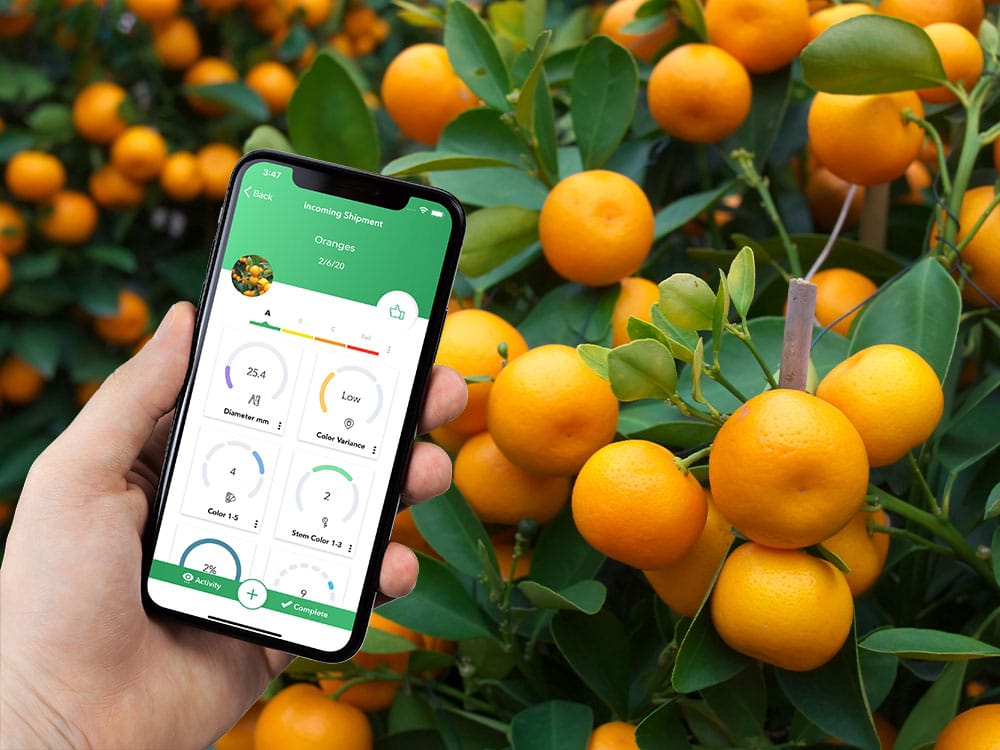 3:47
Back
Incoming Shipment
Oranges
2/6/20
A B C Fail
25.4
Diameter mm
Low
Color Variance
4
Color 1-5
2
Stem Color 1-3
2%
9
Activity
+
Complete